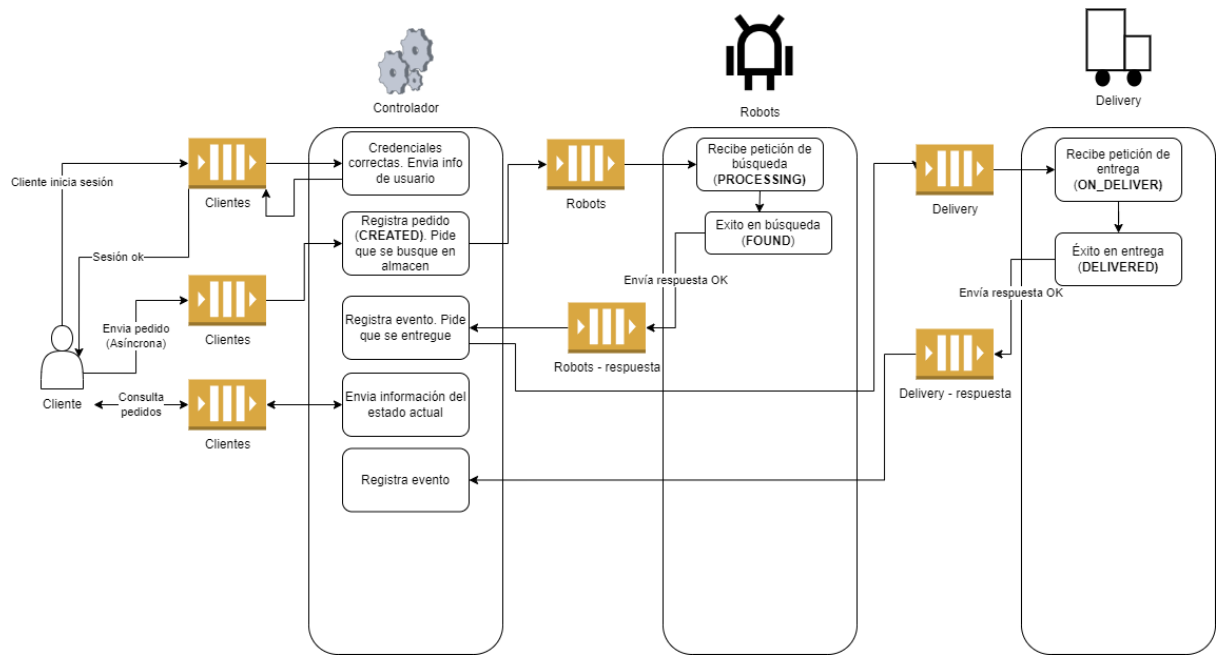 Controlador
Robots
Delivery
Credenciales
correctas. Envia info
de usuario
Cliente inicia sesión
Clientes
Recibe petición de
búsqueda
(PROCESSING)
Robots
Recibe petición de
entrega
(ON_DELIVER)
Delivery
Registra pedido
(CREATED). Pide
que se busque en
almacen
Exito en búsqueda
(FOUND)
Sesión ok
Éxito en entrega
(DELIVERED)
Envía respuesta OK
Envía respuesta OK
Envia pedido
(Asíncrona)
Clientes
Registra evento. Pide
que se entregue
Robots - respuesta
Cliente
Consulta
pedidos
Clientes
Envia información del
estado actual
Delivery - respuesta
Registra evento